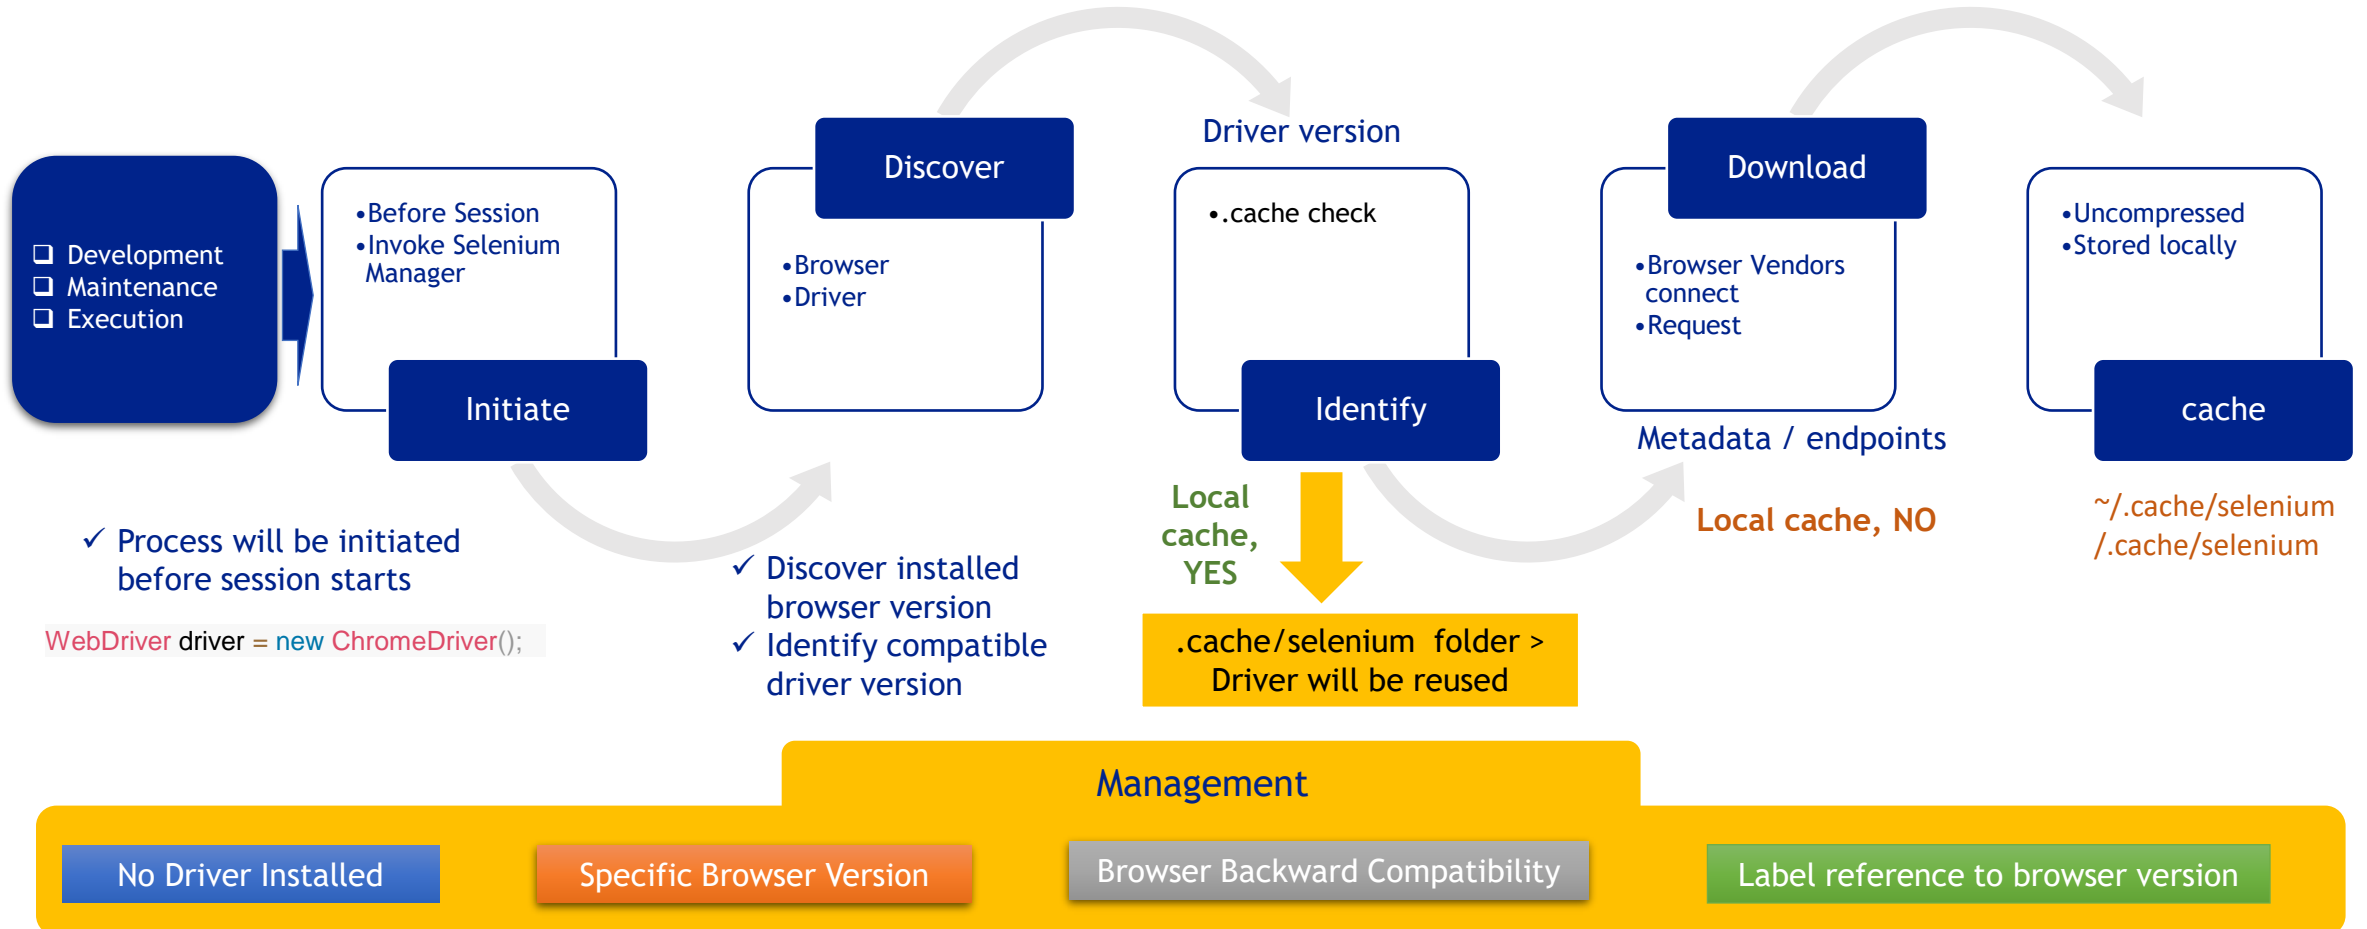 Development
Maintenance
Execution
•Before Session
•Invoke Selenium
Manager
Initiate
✓ Process will be initiated
before session starts
WebDriver driver = new ChromeDriver();
Discover
•Browser
•Driver
✓ Discover installed
browser version
✓ Identify compatible
driver version
Driver version
•.cache check
Identify
Local
cache,
YES
.cache/selenium folder >
Driver will be reused
Download
•Browser Vendors
connect
•Request
Metadata / endpoints
Local cache, NO
•Uncompressed
•Stored locally
cache
~/.cache/selenium
/.cache/selenium
Management
No Driver Installed
Specific Browser Version
Browser Backward Compatibility
Label reference to browser version